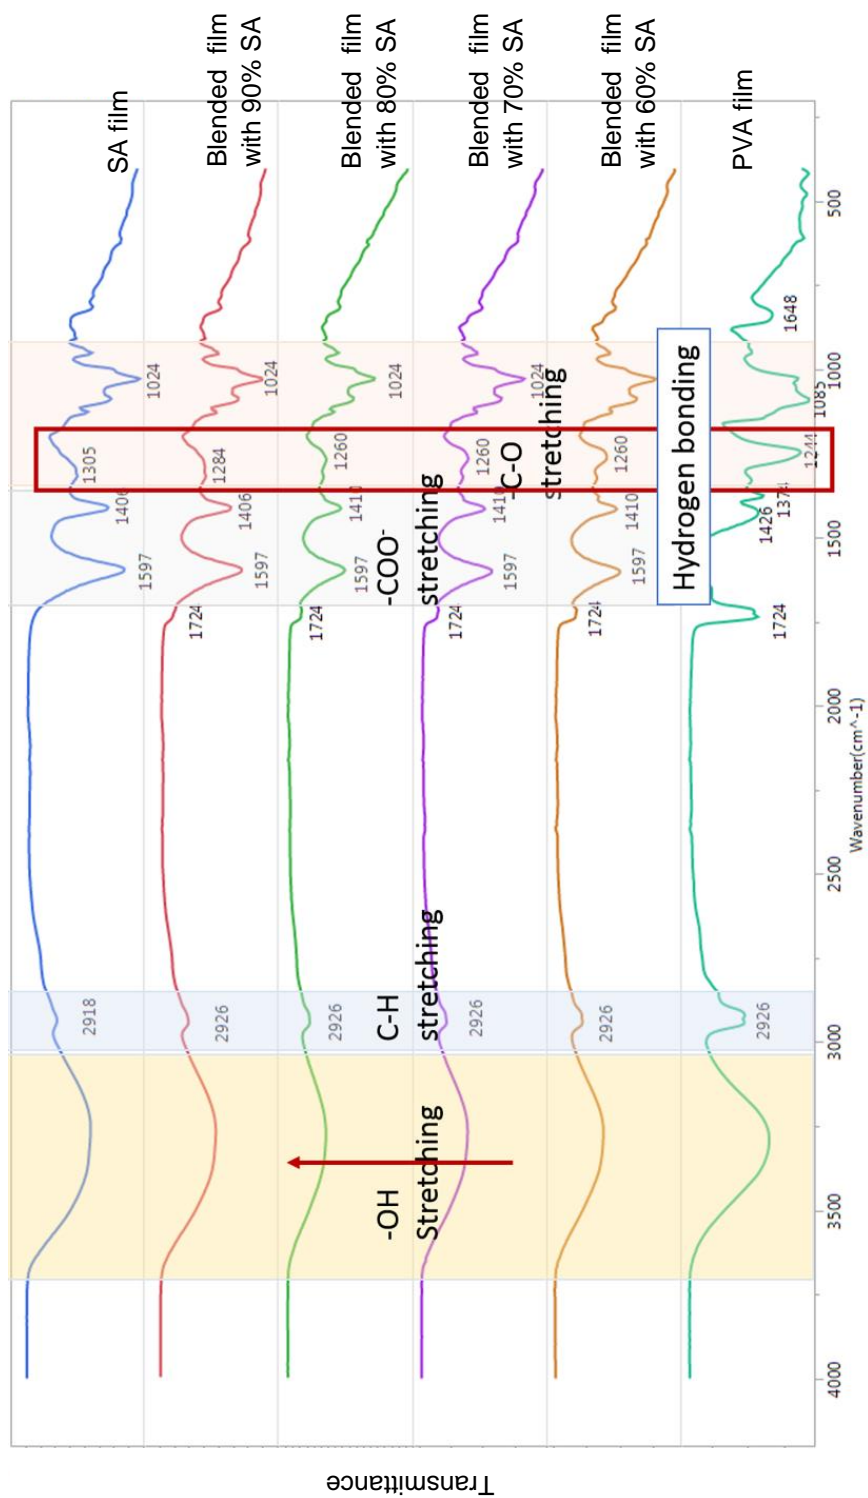 SA film
2918
1597
1406
1305
1024
Blended film
with 90% SA
2926
1724
1597
1406
1284
1024
Blended film
with 80% SA
2926
1724
1597
1410
1260
1024
-OH
Stretching
C-H
stretching
-COO-
stretching
Blended film
with 70% SA
2926
1724
1597
1410
1260
1024
-C-O
stretching
Blended film
with 60% SA
2926
1724
1597
1410
1260
Hydrogen bonding
PVA film
2926
1724
1426
1374
1244
1085
1648
4000
3500
3000
2500
2000
1500
1000
500
Wavenumber(cm^-1)
Transmittance